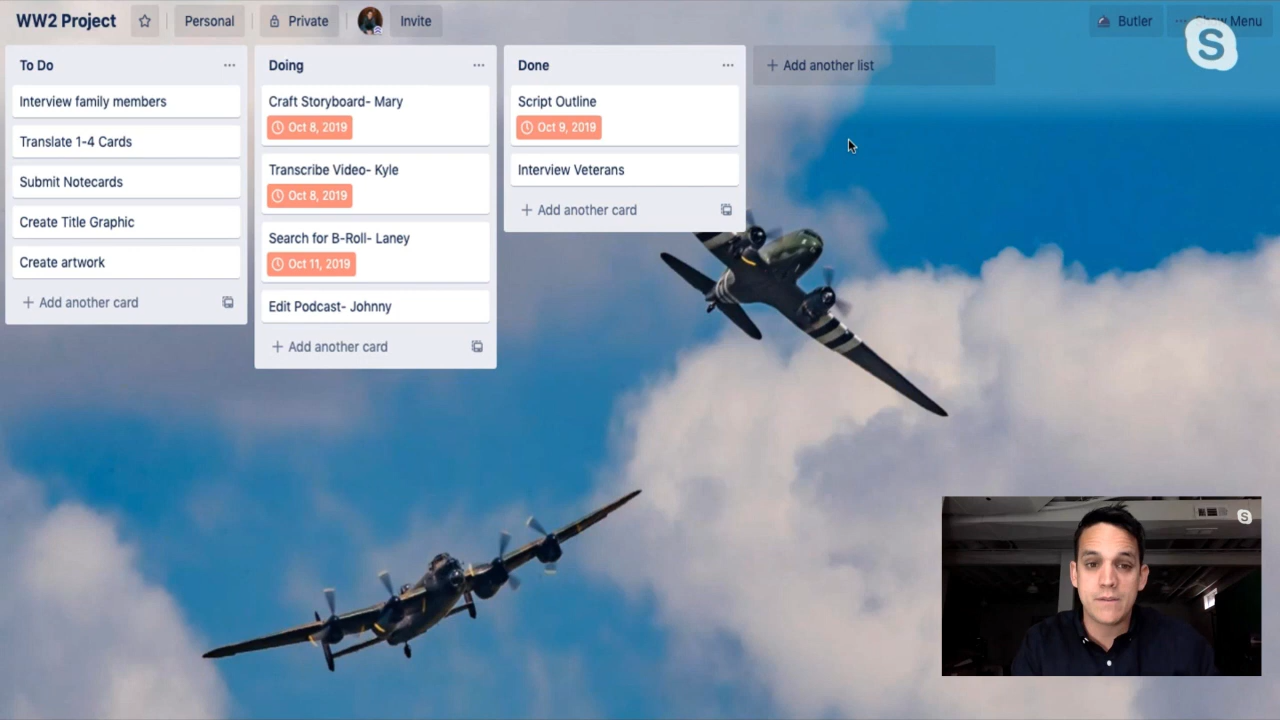 WW2 Project
Personal
Private
Invite
Butler
Show Menu
To Do
Interview family members
Translate 1-4 Cards
Submit Notecards
Create Title Graphic
Create artwork
+ Add another card
Doing
Craft Storyboard- Mary
Oct 8, 2019
Transcribe Video- Kyle
Oct 8, 2019
Search for B-Roll- Laney
Oct 11, 2019
Edit Podcast- Johnny
+ Add another card
Done
Script Outline
Oct 9, 2019
Interview Veterans
+ Add another card
+ Add another list
S
S